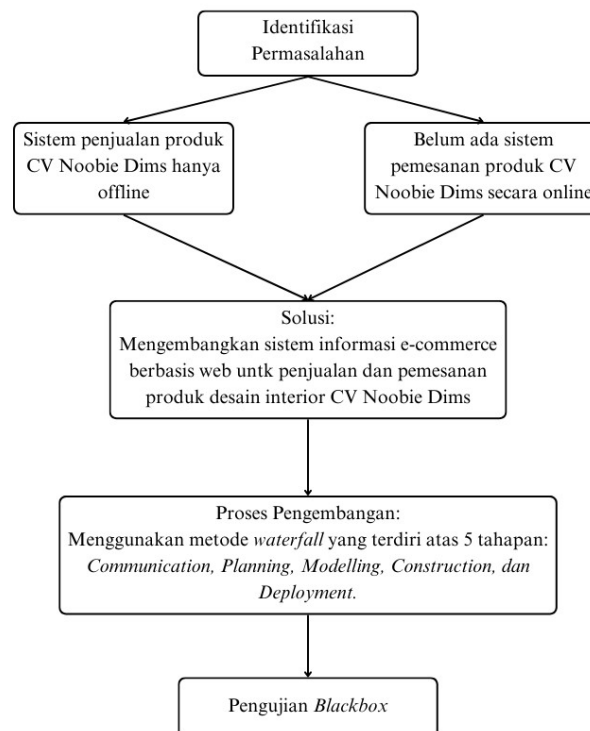 Identifikasi
Permasalahan
Sistem penjualan produk
CV Noobie Dims hanya
offline
Belum ada sistem
pemesanan produk CV
Noobie Dims secara online
Solusi:
Mengembangkan sistem informasi e-commerce
berbasis web untk penjualan dan pemesanan
produk desain interior CV Noobie Dims
Proses Pengembangan:
Menggunakan metode waterfall yang terdiri atas 5 tahapan:
Communication, Planning, Modelling, Construction, dan
Deployment.
Pengujian Blackbox